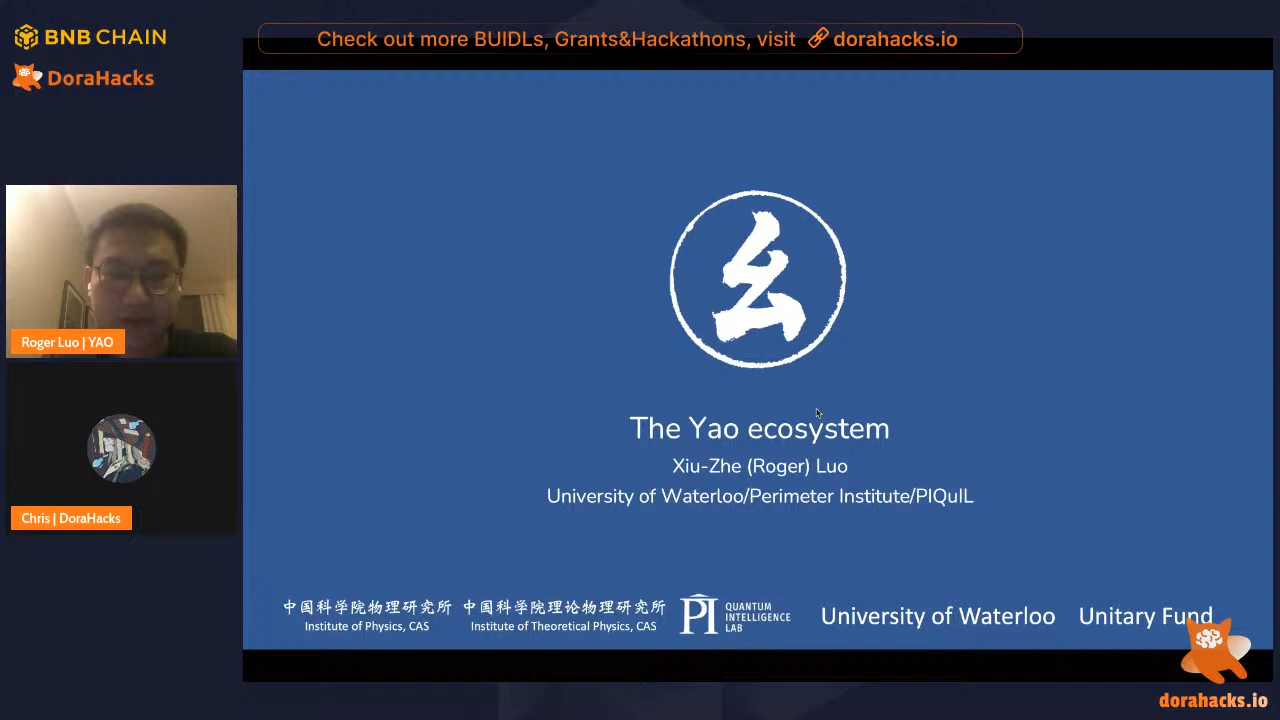 BNB CHAIN
DoraHacks
Check out more BUIDLs, Grants&Hackathons, visit dorahacks.io
Roger Luo | YAO
Chris | DoraHacks
幺
The Yao ecosystem
Xiu-Zhe (Roger) Luo
University of Waterloo/Perimeter Institute/PIQuIL
中国科学院物理研究所
Institute of Physics, CAS
中国科学院理论物理研究所
Institute of Theoretical Physics, CAS
PI QUANTUM
INTELLIGENCE
LAB
University of Waterloo
Unitary Fund
dorahacks.io